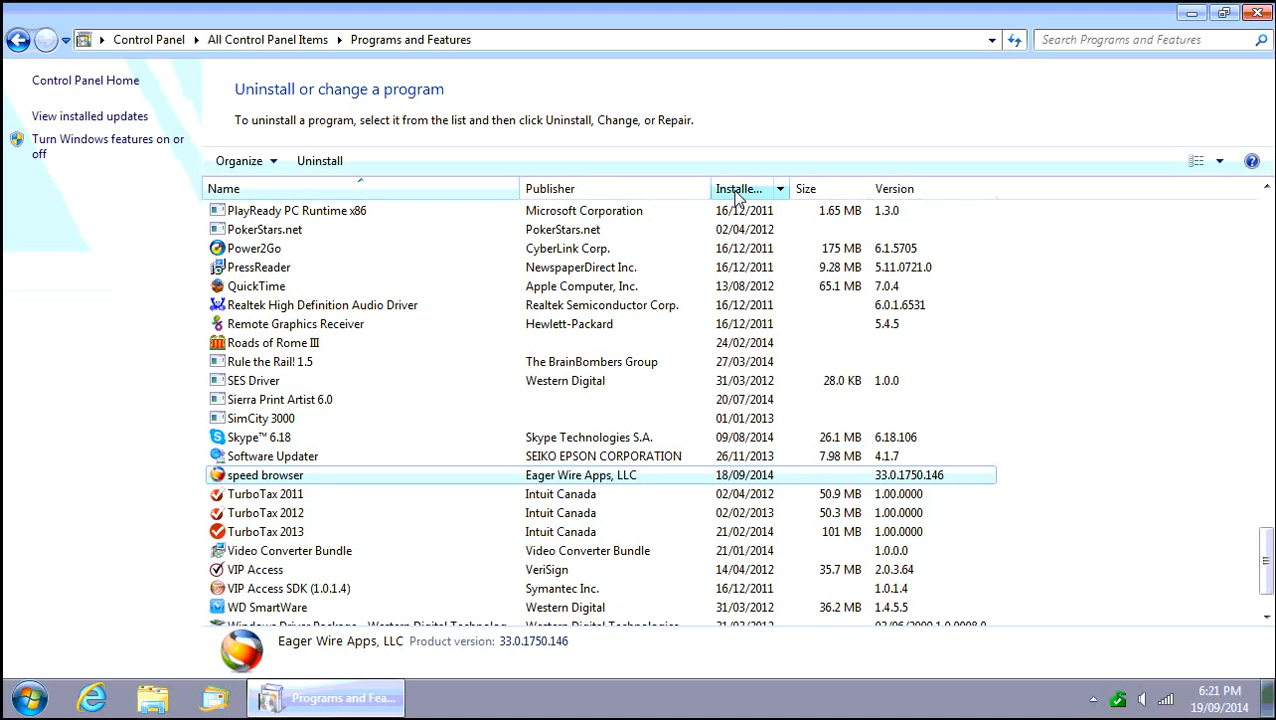 Control Panel All Control Panel Items Programs and Features Search Programs and Features
Control Panel Home
View installed updates
Turn Windows features on or off
Uninstall or change a program
To uninstall a program, select it from the list and then click Uninstall, Change, or Repair.
Organize Uninstall
Name Publisher Installe... Size Version
PlayReady PC Runtime x86 Microsoft Corporation 16/12/2011 1.65 MB 1.3.0
PokerStars.net PokerStars.net 02/04/2012
Power2Go CyberLink Corp. 16/12/2011 175 MB 6.1.5705
PressReader NewspaperDirect Inc. 16/12/2011 9.28 MB 5.11.0721.0
QuickTime Apple Computer, Inc. 13/08/2012 65.1 MB 7.0.4
Realtek High Definition Audio Driver Realtek Semiconductor Corp. 16/12/2011 6.0.1.6531
Remote Graphics Receiver Hewlett-Packard 16/12/2011 5.4.5
Roads of Rome III 24/02/2014
Rule the Rail! 1.5 The BrainBombers Group 27/03/2014
SES Driver Western Digital 31/03/2012 28.0 KB 1.0.0
Sierra Print Artist 6.0 20/07/2014
SimCity 3000 01/01/2013
Skype™ 6.18 Skype Technologies S.A. 09/08/2014 26.1 MB 6.18.106
Software Updater SEIKO EPSON CORPORATION 26/11/2013 7.98 MB 4.1.7
speed browser Eager Wire Apps, LLC 18/09/2014 33.0.1750.146
TurboTax 2011 Intuit Canada 02/04/2012 50.9 MB 1.00.0000
TurboTax 2012 Intuit Canada 02/02/2013 50.3 MB 1.00.0000
TurboTax 2013 Intuit Canada 21/02/2014 101 MB 1.00.0000
Video Converter Bundle Video Converter Bundle 21/01/2014 1.0.0.0
VIP Access VeriSign 14/04/2012 35.7 MB 2.0.3.64
VIP Access SDK (1.0.1.4) Symantec Inc. 16/12/2011 1.0.1.4
WD SmartWare Western Digital 31/03/2012 36.2 MB 1.4.5.5
Windows Driver Package - Western Digital Technolog... Western Digital Technologies 31/03/2012
Eager Wire Apps, LLC Product version: 33.0.1750.146
Programs and Fea...
6:21 PM
19/09/2014